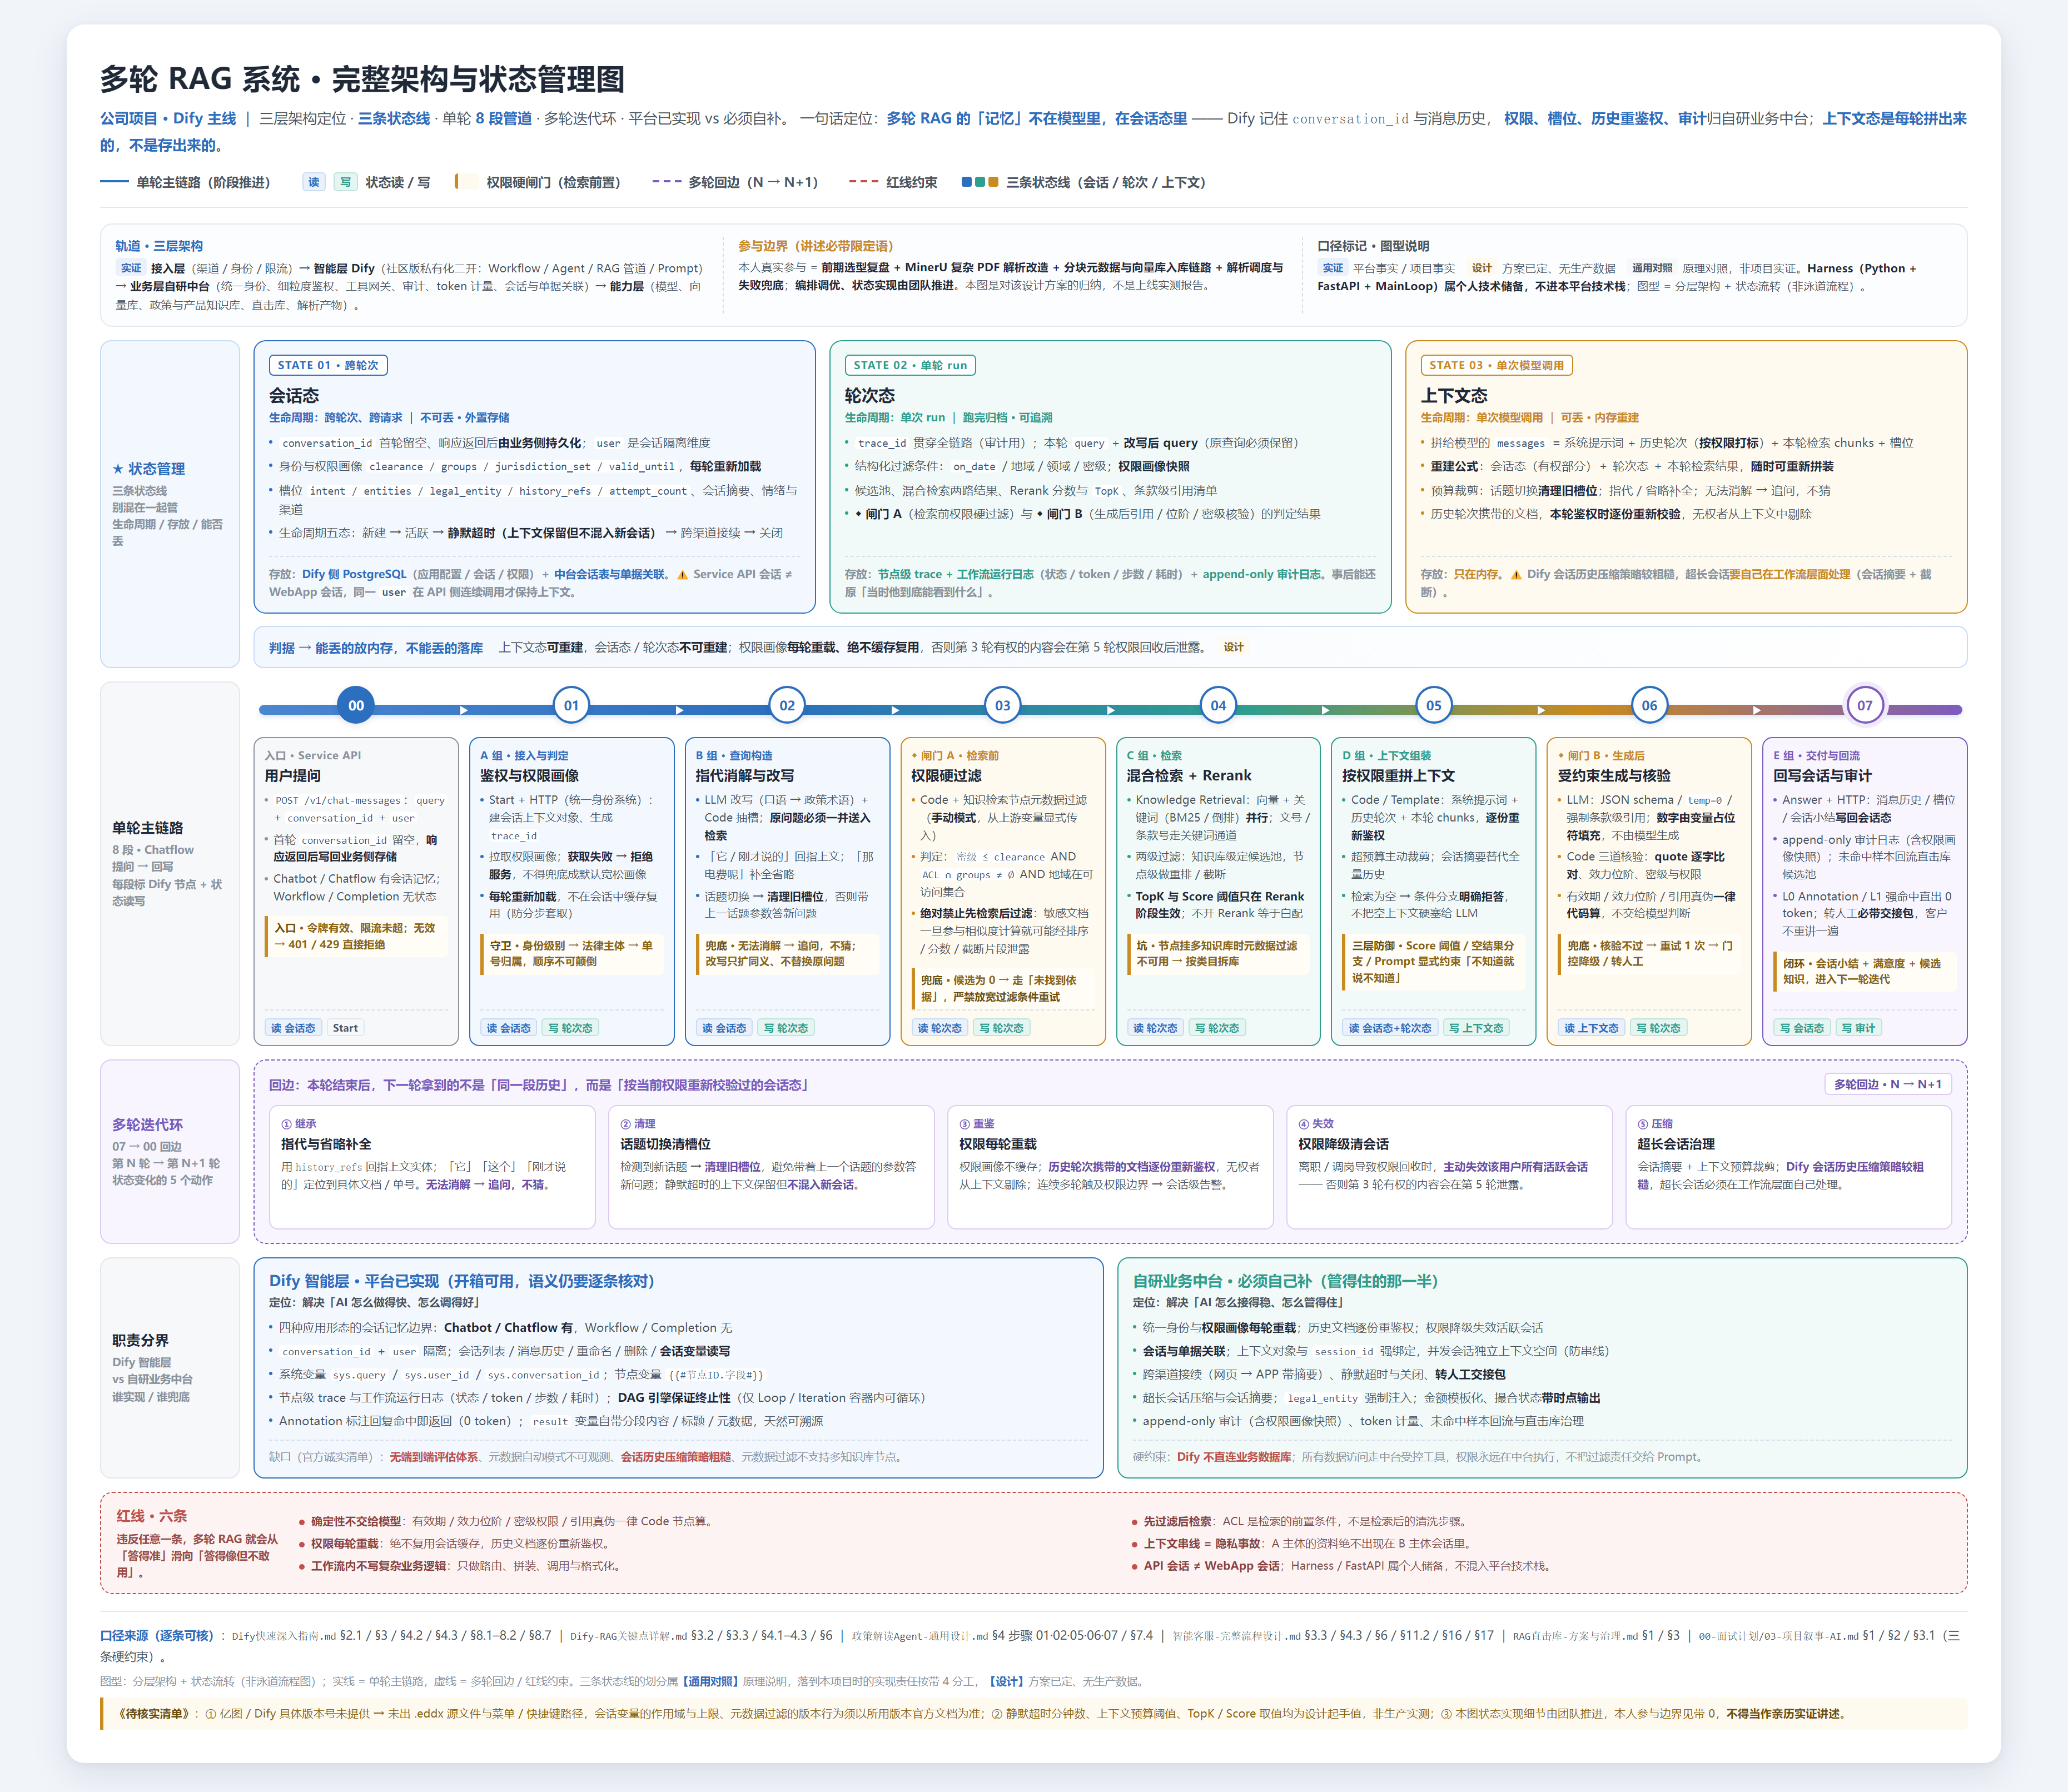 多轮 RAG 系统 • 完整架构与状态管理图
公司项目 • Dify 主线 ｜ 三层架构定位 · 三条状态线 · 单轮 8 段管道 · 多轮迭代环 · 平台已实现 vs 必须自补。 一句话定位：多轮 RAG 的「记忆」不在模型里，在会话态里 —— Dify 记住 conversation_id 与消息历史， 权限、槽位、历史重鉴权、审计归自研业务中台；上下文态是每轮拼出来
的，不是存出来的。
单轮主链路（阶段推进） 读 写 状态读 / 写 权限硬闸门（检索前置） 多轮回边（N → N+1） 红线约束 三条状态线（会话 / 轮次 / 上下文）
轨道 • 三层架构
实证 接入层（渠道 / 身份 / 限流）→ 智能层 Dify（社区版私有化二开：Workflow / Agent / RAG 管道 / Prompt）
→ 业务层自研中台（统一身份、细粒度鉴权、工具网关、审计、token 计量、会话与单据关联）→ 能力层（模型、向
量库、政策与产品知识库、直击库、解析产物）。
参与边界（讲述必带限定语）
本人真实参与 = 前期选型复盘 + MinerU 复杂 PDF 解析改造 + 分块元数据与向量库入库链路 + 解析调度与
失败兜底；编排调优、状态实现由团队推进。本图是对该设计方案的归纳，不是上线实测报告。
口径标记 • 图型说明
实证 平台事实 / 项目事实 设计 方案已定、无生产数据 通用对照 原理对照，非项目实证。Harness（Python +
FastAPI + MainLoop）属个人技术储备，不进本平台技术栈；图型 = 分层架构 + 状态流转（非泳道流程）。
★ 状态管理
三条状态线
别混在一起管
生命周期 / 存放 / 能否
丢
STATE 01 • 跨轮次
会话态
生命周期：跨轮次、跨请求 ｜ 不可丢 • 外置存储
• conversation_id 首轮留空、响应返回后由业务侧持久化；user 是会话隔离维度
• 身份与权限画像 clearance / groups / jurisdiction_set / valid_until ，每轮重新加载
• 槽位 intent / entities / legal_entity / history_refs / attempt_count 、会话摘要、情绪与
渠道
• 生命周期五态：新建 → 活跃 → 静默超时（上下文保留但不混入新会话） → 跨渠道接续 → 关闭
存放：Dify 侧 PostgreSQL（应用配置 / 会话 / 权限）+ 中台会话表与单据关联。⚠ Service API 会话 ≠
WebApp 会话，同一 user 在 API 侧连续调用才保持上下文。
STATE 02 • 单轮 run
轮次态
生命周期：单次 run ｜ 跑完归档 • 可追溯
• trace_id 贯穿全链路（审计用）；本轮 query + 改写后 query（原查询必须保留）
• 结构化过滤条件：on_date / 地域 / 领域 / 密级；权限画像快照
• 候选池、混合检索两路结果、Rerank 分数与 TopK 、条款级引用清单
• ⬥ 闸门 A（检索前权限硬过滤）与 ⬥ 闸门 B（生成后引用 / 位阶 / 密级核验）的判定结果
存放：节点级 trace + 工作流运行日志（状态 / token / 步数 / 耗时）+ append-only 审计日志。事后能还
原「当时他到底能看到什么」。
STATE 03 • 单次模型调用
上下文态
生命周期：单次模型调用 ｜ 可丢 • 内存重建
• 拼给模型的 messages = 系统提示词 + 历史轮次（按权限打标）+ 本轮检索 chunks + 槽位
• 重建公式：会话态（有权部分）+ 轮次态 + 本轮检索结果，随时可重新拼装
• 预算裁剪：话题切换清理旧槽位；指代 / 省略补全；无法消解 → 追问，不猜
• 历史轮次携带的文档，本轮鉴权时逐份重新校验，无权者从上下文中剔除
存放：只在内存。⚠ Dify 会话历史压缩策略较粗糙，超长会话要自己在工作流层面处理（会话摘要 + 截
断）。
判据 → 能丢的放内存，不能丢的落库 上下文态可重建，会话态 / 轮次态不可重建；权限画像每轮重载、绝不缓存复用，否则第 3 轮有权的内容会在第 5 轮权限回收后泄露。 设计
单轮主链路
8 段 • Chatflow
提问 → 回写
每段标 Dify 节点 + 状
态读写
00 01 02 03 04 05 06 07
入口 • Service API
用户提问
• POST /v1/chat-messages： query
+ conversation_id + user
• 首轮 conversation_id 留空，响
应返回后写回业务侧存储
• Chatbot / Chatflow 有会话记忆；
Workflow / Completion 无状态
入口 • 令牌有效、限流未超；无效
→ 401 / 429 直接拒绝
读 会话态 Start
A 组 • 接入与判定
鉴权与权限画像
• Start + HTTP（统一身份系统）：
建会话上下文对象、生成
trace_id
• 拉取权限画像；获取失败 → 拒绝
服务，不得兜底成默认宽松画像
• 每轮重新加载，不在会话中缓存复
用（防分步套取）
守卫 • 身份级别 → 法律主体 → 单
号归属，顺序不可颠倒
读 会话态 写 轮次态
B 组 • 查询构造
指代消解与改写
• LLM 改写（口语 → 政策术语）+
Code 抽槽；原问题必须一并送入
检索
• 「它 / 刚才说的」回指上文；「那
电费呢」补全省略
• 话题切换 → 清理旧槽位，否则带
上一话题参数答新问题
兜底 • 无法消解 → 追问，不猜；
改写只扩同义、不替换原问题
读 会话态 写 轮次态
⬥ 闸门 A • 检索前
权限硬过滤
• Code + 知识检索节点元数据过滤
（手动模式，从上游变量显式传
入）
• 判定：密级 ≤ clearance AND
ACL ∩ groups ≠ ∅ AND 地域在可
访问集合
• 绝对禁止先检索后过滤：敏感文档
一旦参与相似度计算就可能经排序
/ 分数 / 截断片段泄露
兜底 • 候选为 0 → 走「未找到依
据」，严禁放宽过滤条件重试
读 轮次态 写 轮次态
C 组 • 检索
混合检索 + Rerank
• Knowledge Retrieval：向量 + 关
键词（BM25 / 倒排）并行；文号 /
条款号走关键词通道
• 两级过滤：知识库级定候选池，节
点级做重排 / 截断
• TopK 与 Score 阈值只在 Rerank
阶段生效；不开 Rerank 等于白配
坑 • 节点挂多知识库时元数据过滤
不可用 → 按类目拆库
读 轮次态 写 轮次态
D 组 • 上下文组装
按权限重拼上下文
• Code / Template：系统提示词 +
历史轮次 + 本轮 chunks，逐份重
新鉴权
• 超预算主动裁剪；会话摘要替代全
量历史
• 检索为空 → 条件分支明确拒答，
不把空上下文硬塞给 LLM
三层防御 • Score 阈值 / 空结果分
支 / Prompt 显式约束「不知道就
说不知道」
读 会话态+轮次态 写 上下文态
⬥ 闸门 B • 生成后
受约束生成与核验
• LLM：JSON schema / temp=0 /
强制条款级引用；数字由变量占位
符填充，不由模型生成
• Code 三道核验：quote 逐字比
对、效力位阶、密级与权限
• 有效期 / 效力位阶 / 引用真伪一律
代码算，不交给模型判断
兜底 • 核验不过 → 重试 1 次 → 门
控降级 / 转人工
读 上下文态 写 轮次态
E 组 • 交付与回流
回写会话与审计
• Answer + HTTP：消息历史 / 槽位
/ 会话小结写回会话态
• append-only 审计日志（含权限画
像快照）；未命中样本回流直击库
候选池
• L0 Annotation / L1 强命中直出 0
token；转人工必带交接包，客户
不重讲一遍
闭环 • 会话小结 + 满意度 + 候选
知识，进入下一轮迭代
写 会话态 写 审计
多轮迭代环
07 → 00 回边
第 N 轮 → 第 N+1 轮
状态变化的 5 个动作
回边：本轮结束后，下一轮拿到的不是「同一段历史」，而是「按当前权限重新校验过的会话态」
多轮回边 • N → N+1
① 继承
指代与省略补全
用 history_refs 回指上文实体；「它」「这个」「刚才说
的」定位到具体文档 / 单号。无法消解 → 追问，不猜。
② 清理
话题切换清槽位
检测到新话题 → 清理旧槽位，避免带着上一个话题的参数答
新问题；静默超时的上下文保留但不混入新会话。
③ 重鉴
权限每轮重载
权限画像不缓存；历史轮次携带的文档逐份重新鉴权，无权者
从上下文剔除；连续多轮触及权限边界 → 会话级告警。
④ 失效
权限降级清会话
离职 / 调岗导致权限回收时，主动失效该用户所有活跃会话
—— 否则第 3 轮有权的内容会在第 5 轮泄露。
⑤ 压缩
超长会话治理
会话摘要 + 上下文预算裁剪；Dify 会话历史压缩策略较粗
糙，超长会话必须在工作流层面自己处理。
职责分界
Dify 智能层
vs 自研业务中台
谁实现 / 谁兜底
Dify 智能层 • 平台已实现（开箱可用，语义仍要逐条核对）
定位：解决「AI 怎么做得快、怎么调得好」
• 四种应用形态的会话记忆边界：Chatbot / Chatflow 有，Workflow / Completion 无
• conversation_id + user 隔离；会话列表 / 消息历史 / 重命名 / 删除 / 会话变量读写
• 系统变量 sys.query / sys.user_id / sys.conversation_id ；节点变量 {{#节点ID.字段#}}
• 节点级 trace 与工作流运行日志（状态 / token / 步数 / 耗时）；DAG 引擎保证终止性（仅 Loop / Iteration 容器内可循环）
• Annotation 标注回复命中即返回（0 token）；result 变量自带分段内容 / 标题 / 元数据，天然可溯源
缺口（官方诚实清单）：无端到端评估体系、元数据自动模式不可观测、会话历史压缩策略粗糙、元数据过滤不支持多知识库节点。
自研业务中台 • 必须自己补（管得住的那一半）
定位：解决「AI 怎么接得稳、怎么管得住」
• 统一身份与权限画像每轮重载；历史文档逐份重鉴权；权限降级失效活跃会话
• 会话与单据关联；上下文对象与 session_id 强绑定，并发会话独立上下文空间（防串线）
• 跨渠道接续（网页 → APP 带摘要）、静默超时与关闭、转人工交接包
• 超长会话压缩与会话摘要；legal_entity 强制注入；金额模板化、撮合状态带时点输出
• append-only 审计（含权限画像快照）、token 计量、未命中样本回流与直击库治理
硬约束：Dify 不直连业务数据库；所有数据访问走中台受控工具，权限永远在中台执行，不把过滤责任交给 Prompt。
红线 • 六条
违反任意一条，多轮 RAG 就会从
「答得准」滑向「答得像但不敢
用」。
● 确定性不交给模型：有效期 / 效力位阶 / 密级权限 / 引用真伪一律 Code 节点算。
● 权限每轮重载：绝不复用会话缓存，历史文档逐份重新鉴权。
● 工作流内不写复杂业务逻辑：只做路由、拼装、调用与格式化。
● 先过滤后检索：ACL 是检索的前置条件，不是检索后的清洗步骤。
● 上下文串线 = 隐私事故：A 主体的资料绝不出现在 B 主体会话里。
● API 会话 ≠ WebApp 会话；Harness / FastAPI 属个人储备，不混入平台技术栈。
口径来源（逐条可核）：Dify快速深入指南.md §2.1 / §3 / §4.2 / §4.3 / §8.1–8.2 / §8.7 ｜ Dify-RAG关键点详解.md §3.2 / §3.3 / §4.1–4.3 / §6 ｜ 政策解读Agent-通用设计.md §4 步骤 01·02·05·06·07 / §7.4 ｜ 智能客服-完整流程设计.md §3.3 / §4.3 / §6 / §11.2 / §16 / §17 ｜ RAG直击库-方案与治理.md §1 / §3 ｜ 00-面试计划/03-项目叙事-AI.md §1 / §2 / §3.1（三
条硬约束）。
图型：分层架构 + 状态流转（非泳道流程图）；实线 = 单轮主链路，虚线 = 多轮回边 / 红线约束。三条状态线的划分属【通用对照】原理说明，落到本项目时的实现责任按带 4 分工，【设计】方案已定、无生产数据。
《待核实清单》：① 亿图 / Dify 具体版本号未提供 → 未出 .eddx 源文件与菜单 / 快捷键路径，会话变量的作用域与上限、元数据过滤的版本行为须以所用版本官方文档为准；② 静默超时分钟数、上下文预算阈值、TopK / Score 取值均为设计起手值，非生产实测；③ 本图状态实现细节由团队推进，本人参与边界见带 0，不得当作亲历实证讲述。